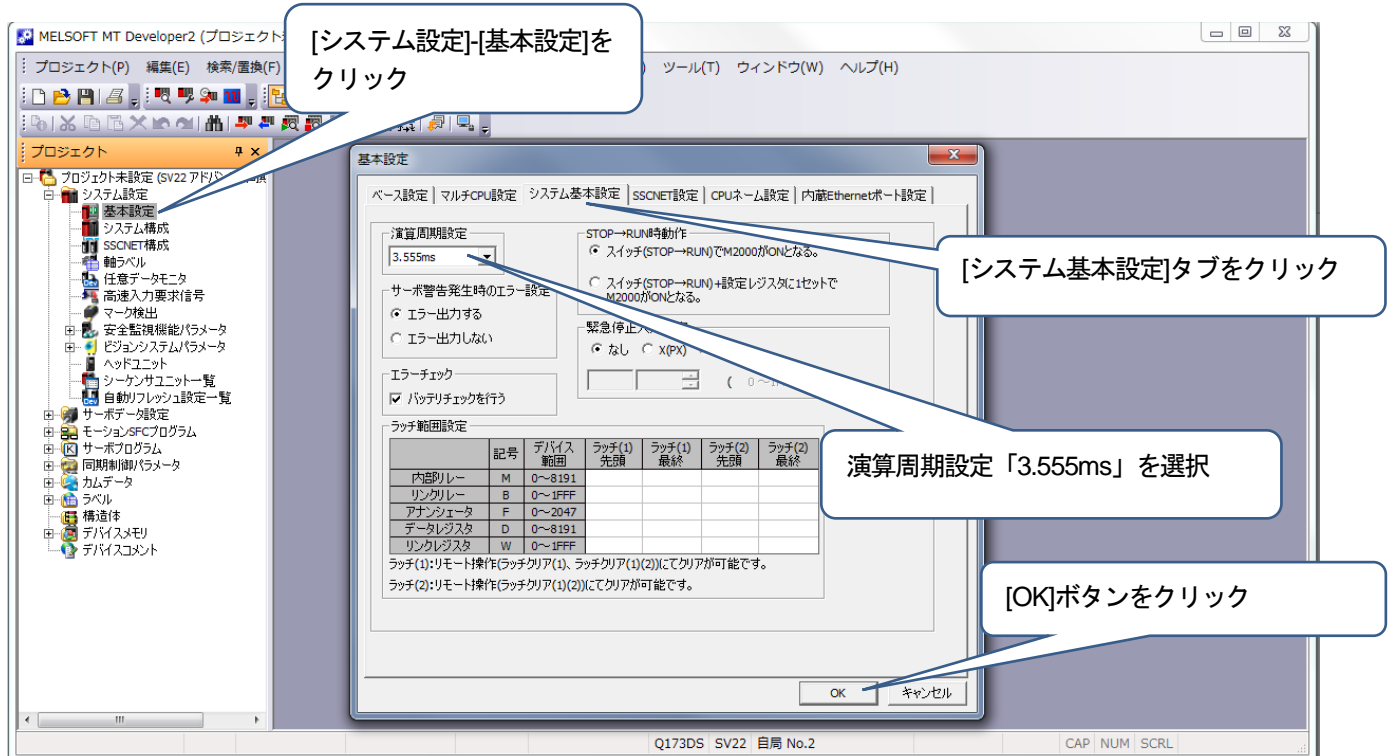 MELSOFT MT Developer2 (プロジェクト
[システム設定]-[基本設定]を
クリック
プロジェクト(P) 編集(E) 検索/置換(F)
ツール(T) ウィンドウ(W) ヘルプ(H)
プロジェクト
プロジェクト未設定 (SV22 アドバン
システム設定
基本設定
システム構成
SSCNET構成
軸ラベル
任意データモニタ
高速入力要求信号
マーク検出
安全監視機能パラメータ
ビジョンシステムパラメータ
ヘッドユニット
シーケンサユニット一覧
自動リフレッシュ設定一覧
サーボデータ設定
モーションSFCプログラム
サーボプログラム
同期制御パラメータ
カムデータ
ラベル
構造体
デバイスメモリ
デバイスコメント
基本設定
ベース設定 マルチCPU設定 システム基本設定 SSCNET設定 CPUネーム設定 内蔵Ethernetポート設定
演算周期設定
3.555ms
サーボ警告発生時のエラー設定
エラー出力する
エラー出力しない
エラーチェック
バッテリチェックを行う
STOP→RUN時動作
スイッチ(STOP→RUN)でM2000がONとなる。
スイッチ(STOP→RUN)+設定レジスタに1セットで
M2000がONとなる。
緊急停止入
なし X(PX)
( 0 ～1F
[システム基本設定]タブをクリック
ラッチ範囲設定
記号 デバイス範囲 ラッチ(1)先頭 ラッチ(1)最終 ラッチ(2)先頭 ラッチ(2)最終
内部リレー M 0～8191
リンクリレー B 0～1FFF
アナンシェータ F 0～2047
データレジスタ D 0～8191
リンクレジスタ W 0～1FFF
ラッチ(1):リモート操作(ラッチクリア(1)、ラッチクリア(1)(2))にてクリアが可能です。
ラッチ(2):リモート操作(ラッチクリア(1)(2))にてクリアが可能です。
演算周期設定「3.555ms」を選択
[OK]ボタンをクリック
OK キャンセル
Q173DS SV22 自局 No.2 CAP NUM SCRL